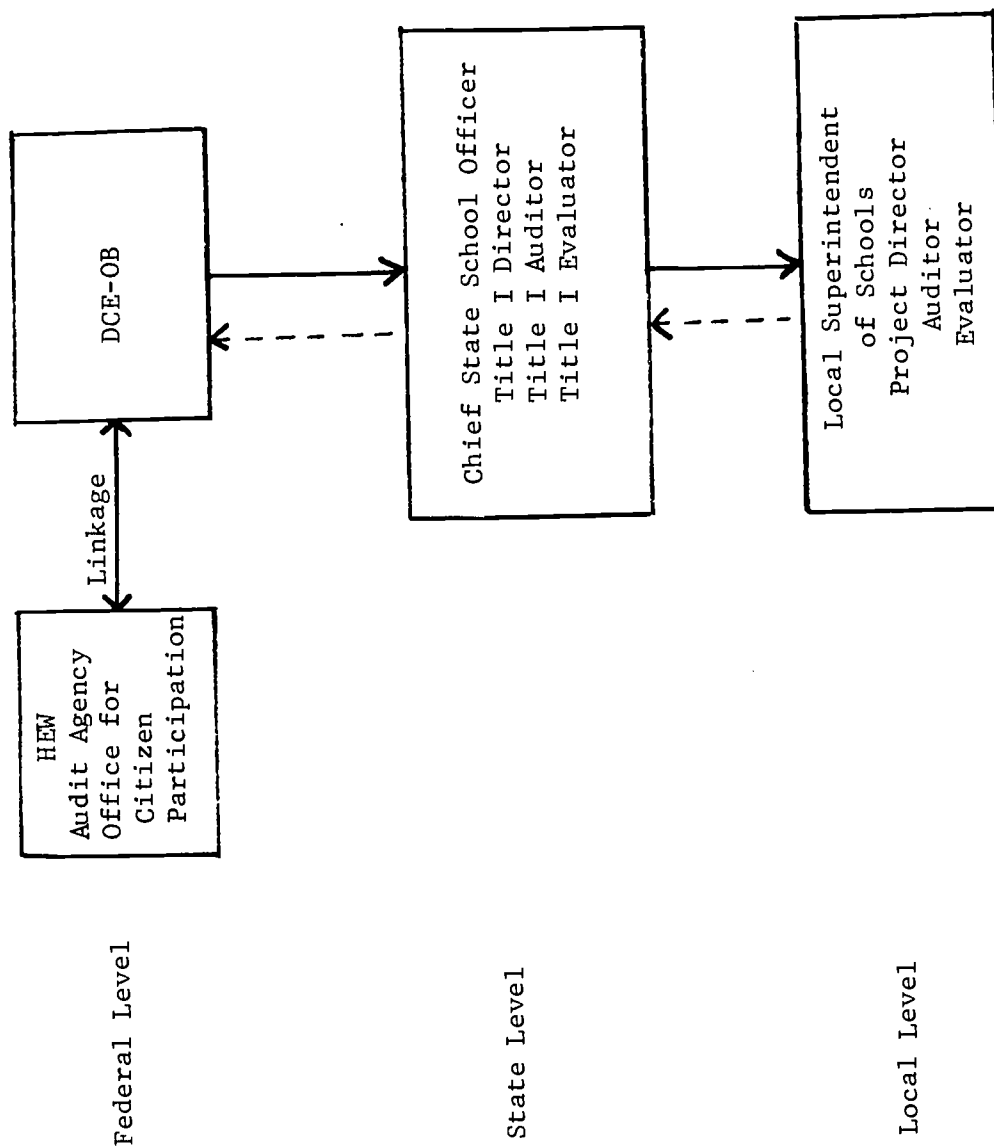 Federal Level
HEW
Audit Agency
Office for
Citizen
Participation
Linkage
DCE-OB
State Level
Chief State School Officer
Title I Director
Title I Auditor
Title I Evaluator
Local Level
Local Superintendent
of Schools
Project Director
Auditor
Evaluator